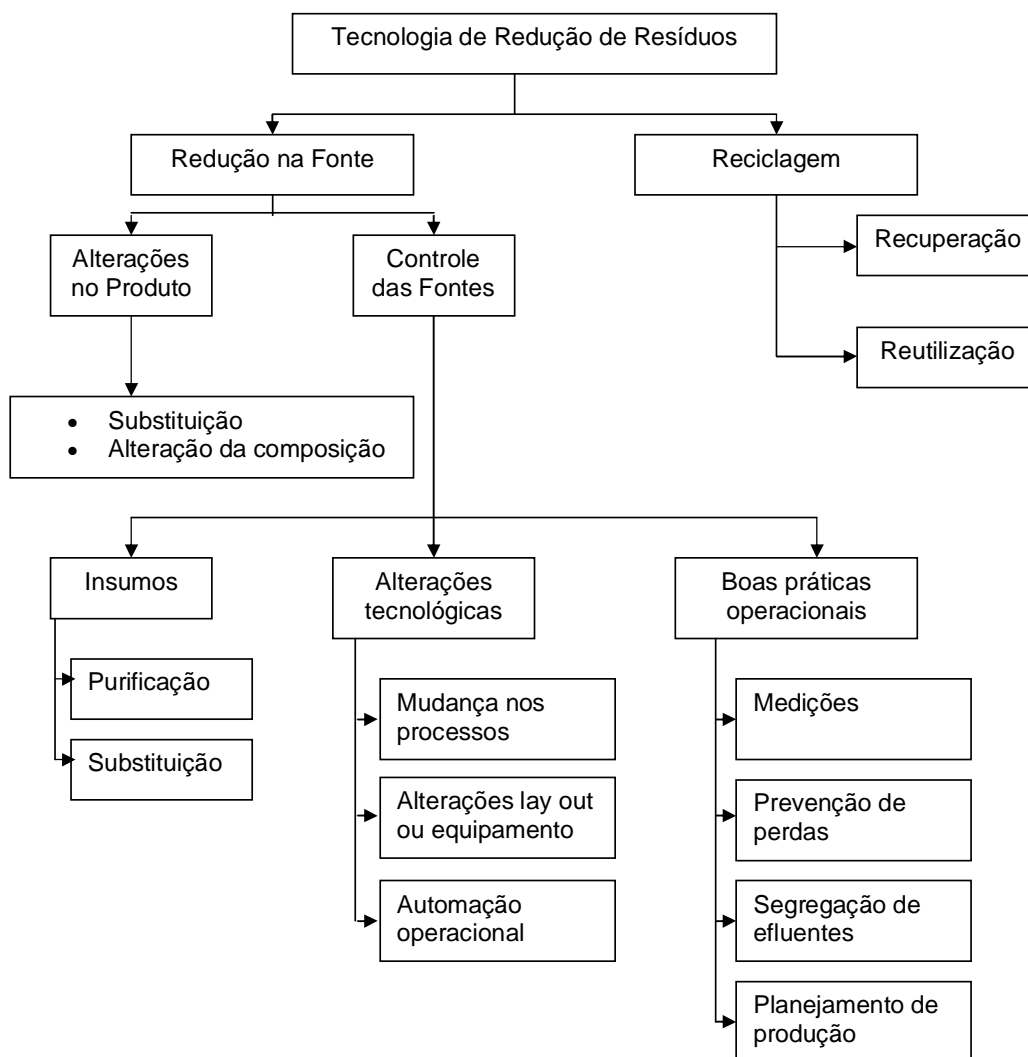 Tecnologia de Redução de Resíduos
Redução na Fonte
Reciclagem
Alterações
no Produto
Controle
das Fontes
Recuperação
Reutilização
• Substituição
• Alteração da composição
Insumos
Purificação
Substituição
Alterações
tecnológicas
Mudança nos
processos
Alterações lay out
ou equipamento
Automação
operacional
Boas práticas
operacionais
Medições
Prevenção de
perdas
Segregação de
efluentes
Planejamento de
produção